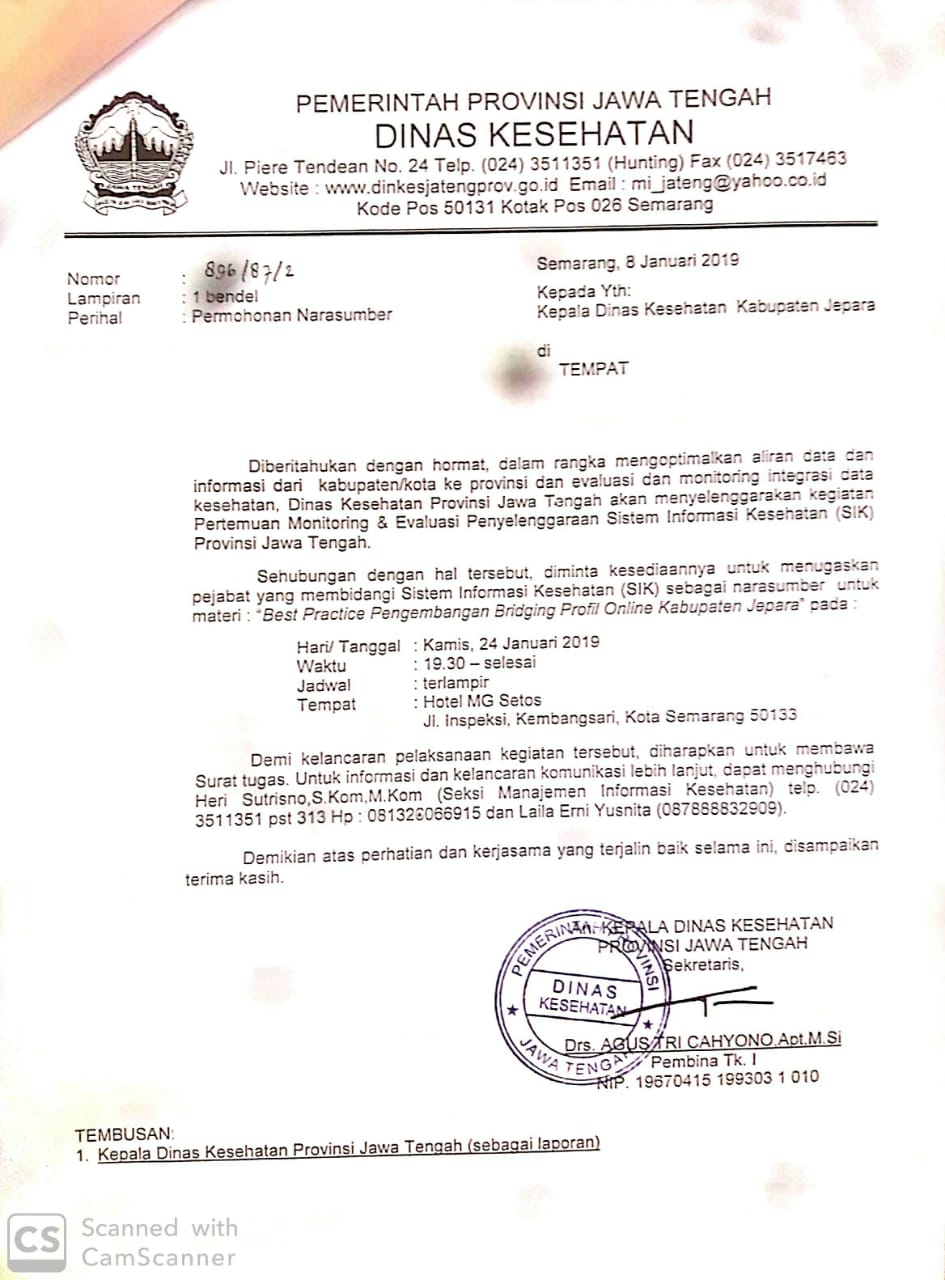 PEMERINTAH PROVINSI JAWA TENGAH
DINAS KESEHATAN
Jl. Piere Tendean No. 24 Telp. (024) 3511351 (Hunting) Fax (024) 3517463
Website : www.dinkesjatengprov.go.id Email : mi_jateng@yahoo.co.id
Kode Pos 50131 Kotak Pos 026 Semarang
JAWA TENGAH
Semarang, 8 Januari 2019
Nomor : 896/87/2
Lampiran : 1 bendel
Perihal : Permohonan Narasumber
Kepada Yth:
Kepala Dinas Kesehatan Kabupaten Jepara
di
TEMPAT
Diberitahukan dengan hormat, dalam rangka mengoptimalkan aliran data dan
informasi dari kabupaten/kota ke provinsi dan evaluasi dan monitoring integrasi data
kesehatan, Dinas Kesehatan Provinsi Jawa Tengah akan menyelenggarakan kegiatan
Pertemuan Monitoring & Evaluasi Penyelenggaraan Sistem Informasi Kesehatan (SIK)
Provinsi Jawa Tengah.
Sehubungan dengan hal tersebut, diminta kesediaannya untuk menugaskan
pejabat yang membidangi Sistem Informasi Kesehatan (SIK) sebagai narasumber untuk
materi : "Best Practice Pengembangan Bridging Profil Online Kabupaten Jepara" pada :
Hari/ Tanggal : Kamis, 24 Januari 2019
Waktu : 19.30 – selesai
Jadwal : terlampir
Tempat : Hotel MG Setos
Jl. Inspeksi, Kembangsari, Kota Semarang 50133
Demi kelancaran pelaksanaan kegiatan tersebut, diharapkan untuk membawa
Surat tugas. Untuk informasi dan kelancaran komunikasi lebih lanjut, dapat menghubungi
Heri Sutrisno,S.Kom,M.Kom (Seksi Manajemen Informasi Kesehatan) telp. (024)
3511351 pst 313 Hp : dan Laila Erni Yusnita (087888832909).
Demikian atas perhatian dan kerjasama yang terjalin baik selama ini, disampaikan
terima kasih.
An. KEPALA DINAS KESEHATAN
PROVINSI JAWA TENGAH
Sekretaris,
PEMERINTAH PROVINSI
DINAS
KESEHATAN
JAWA TENGAH
Drs. AGUS TRI CAHYONO,Apt.M.Si
Pembina Tk. I
NIP. 19670415 199303 1 010
TEMBUSAN:
1. Kepala Dinas Kesehatan Provinsi Jawa Tengah (sebagai laporan)
CS Scanned with
CamScanner